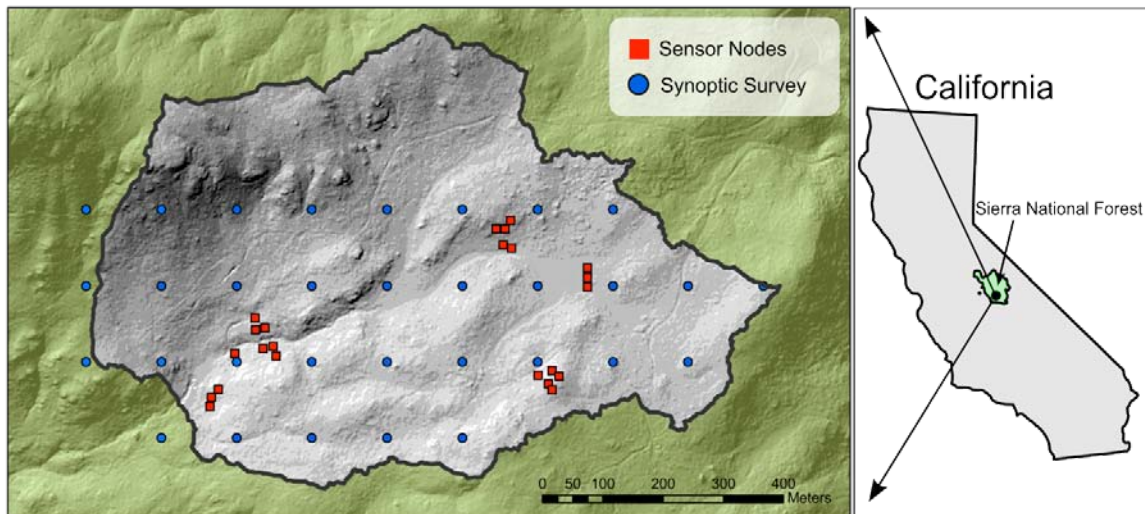 Sensor Nodes
Synoptic Survey
0 50 100 200 300 400
Meters
California
Sierra National Forest